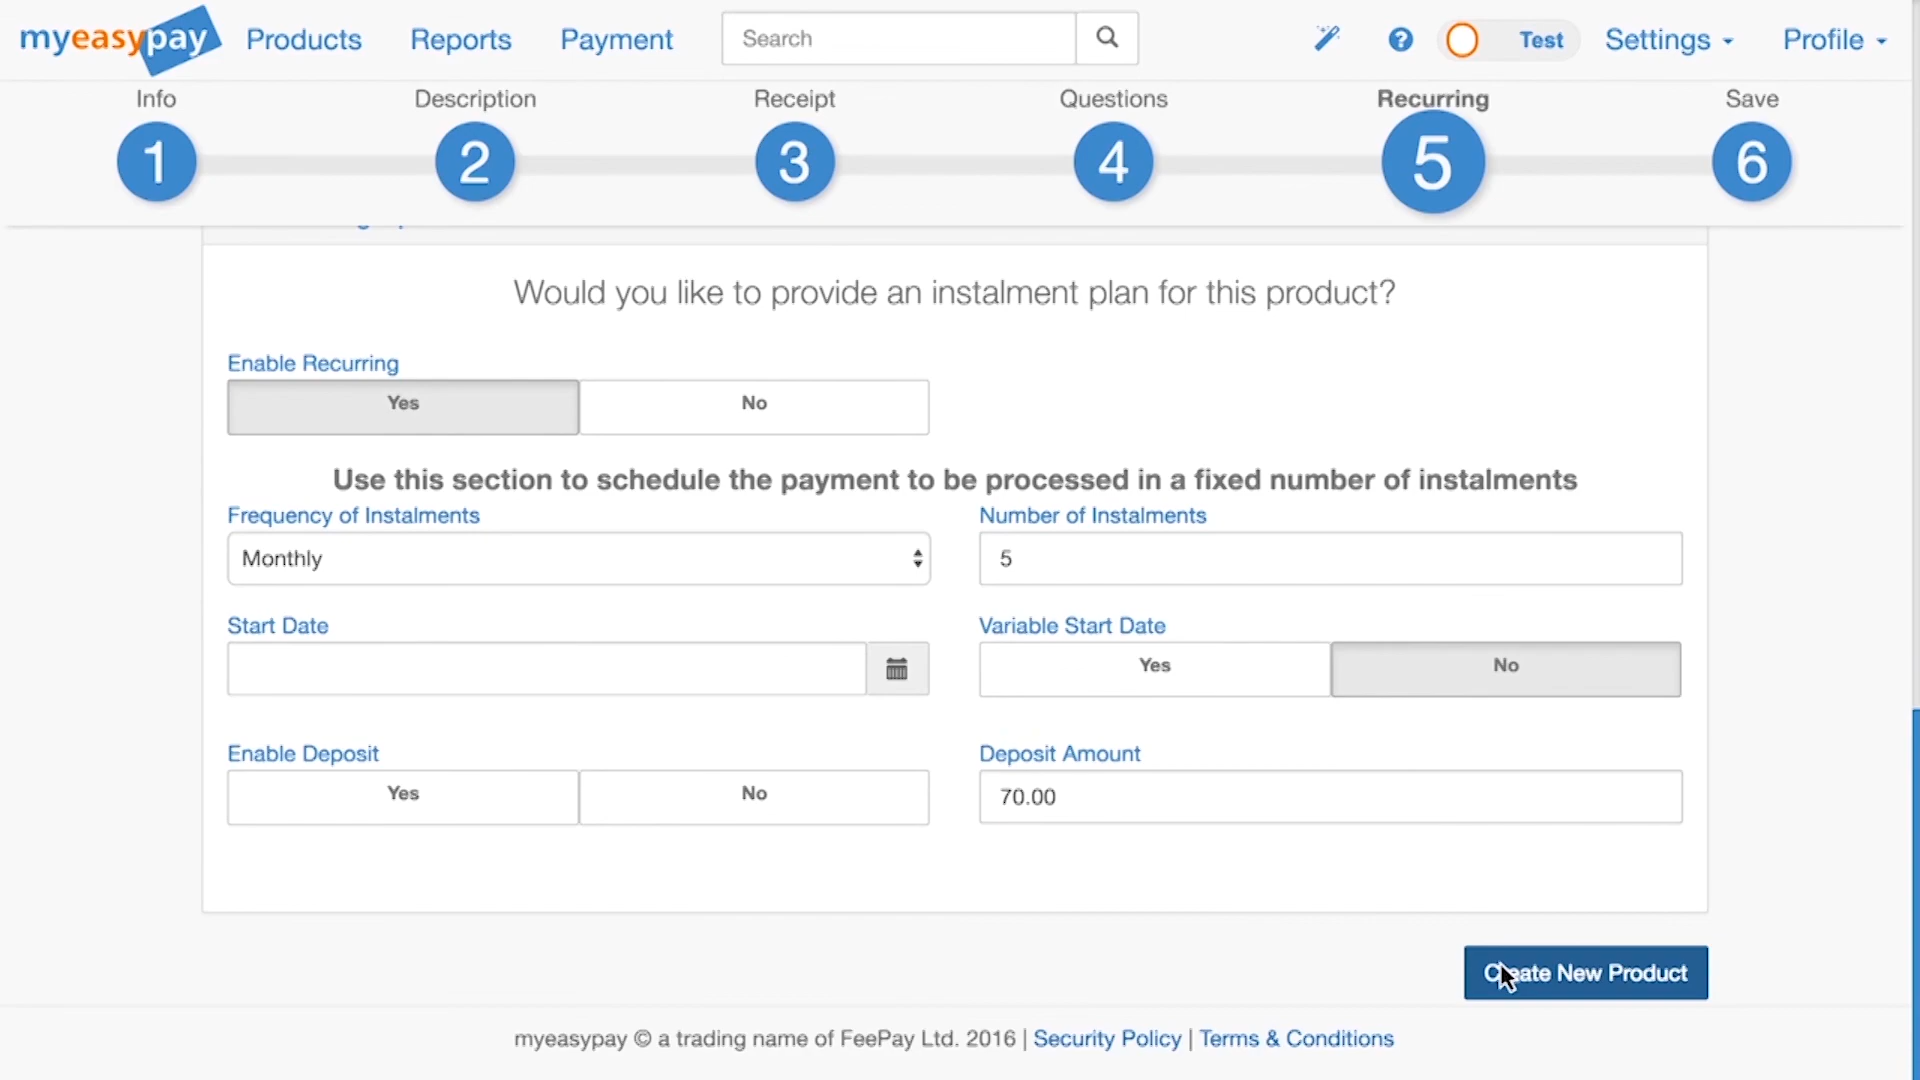 myeasypay Products Reports Payment Search Test Settings Profile
Info Description Receipt Questions Recurring Save
1 2 3 4 5 6
Would you like to provide an instalment plan for this product?
Enable Recurring
Yes No
Use this section to schedule the payment to be processed in a fixed number of instalments
Frequency of Instalments Number of Instalments
Monthly 5
Start Date Variable Start Date
Yes No
Enable Deposit Deposit Amount
Yes No 70.00
Create New Product
myeasypay © a trading name of FeePay Ltd. 2016 | Security Policy | Terms & Conditions